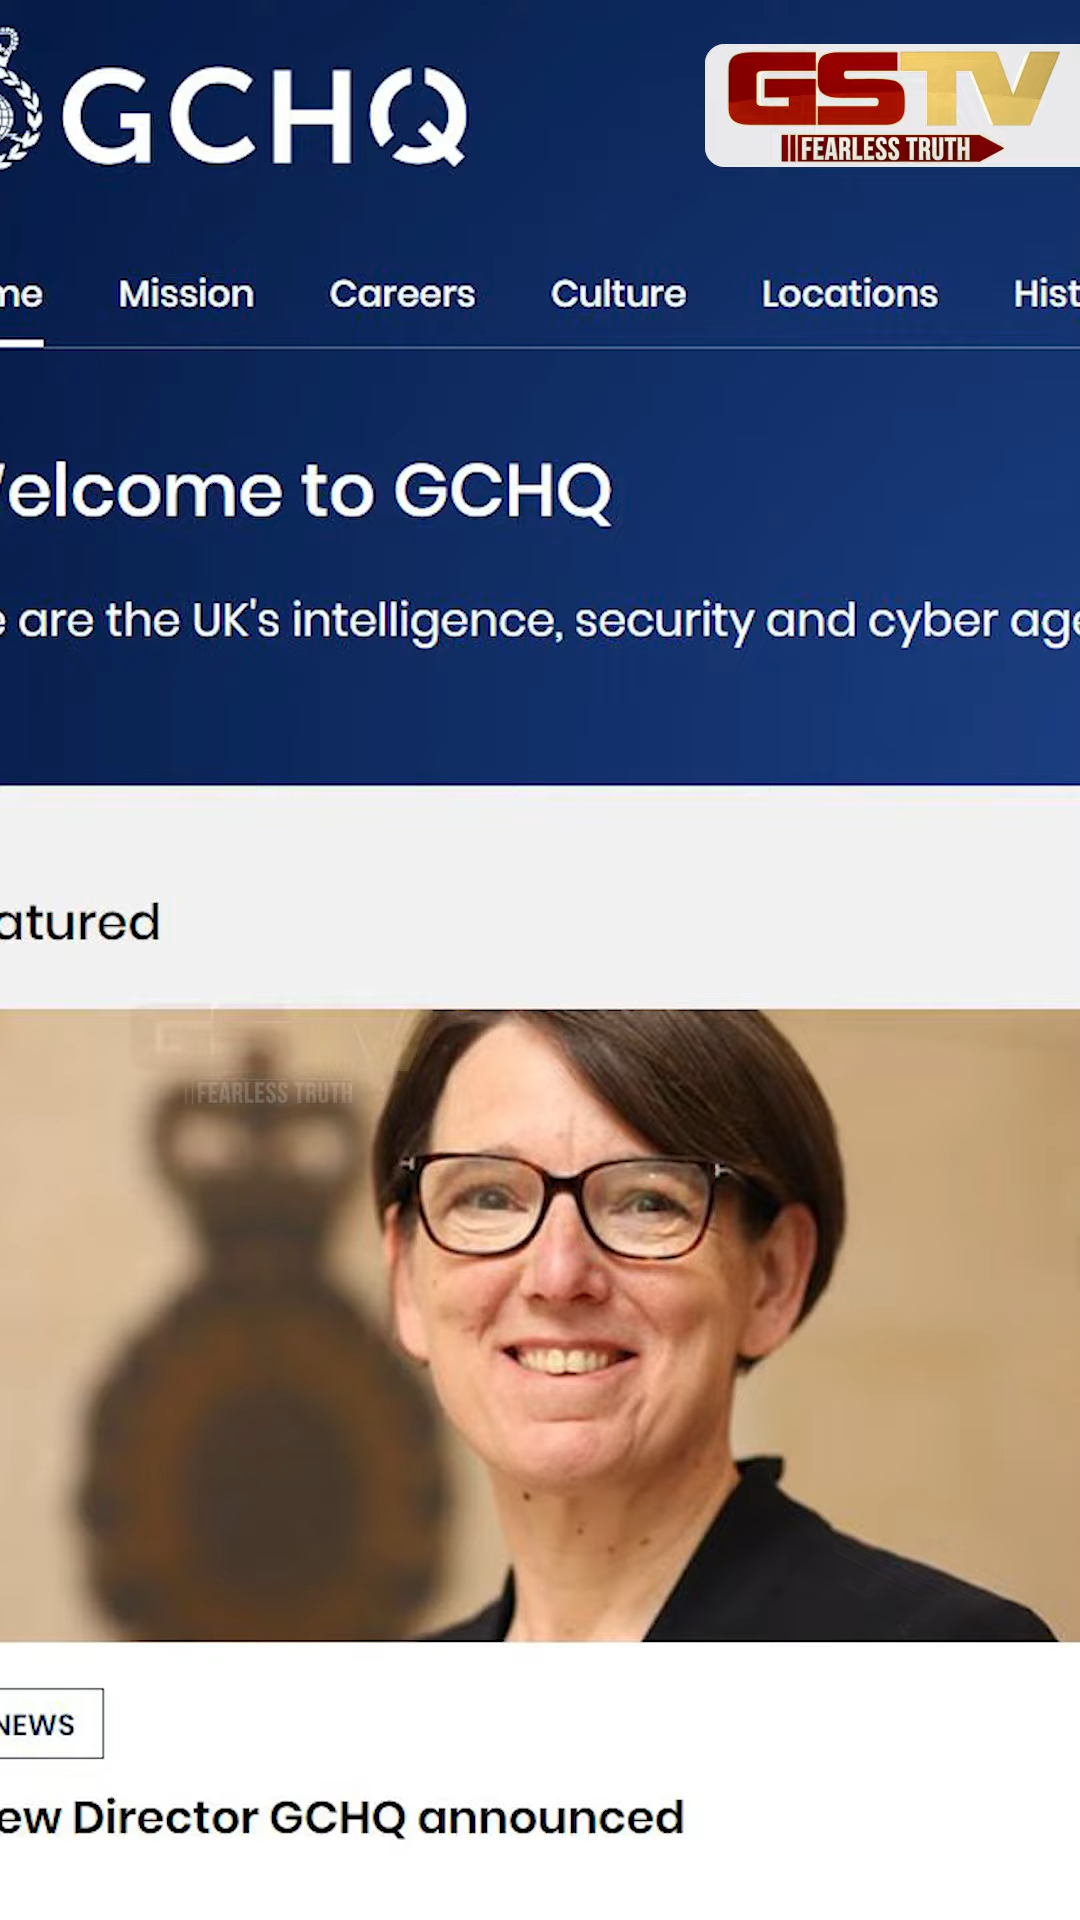 GCHQ
GSTV
FEARLESS TRUTH
me
Mission
Careers
Culture
Locations
Hist
elcome to GCHQ
e are the UK's intelligence, security and cyber age
atured
FEARLESS TRUTH
NEWS
ew Director GCHQ announced